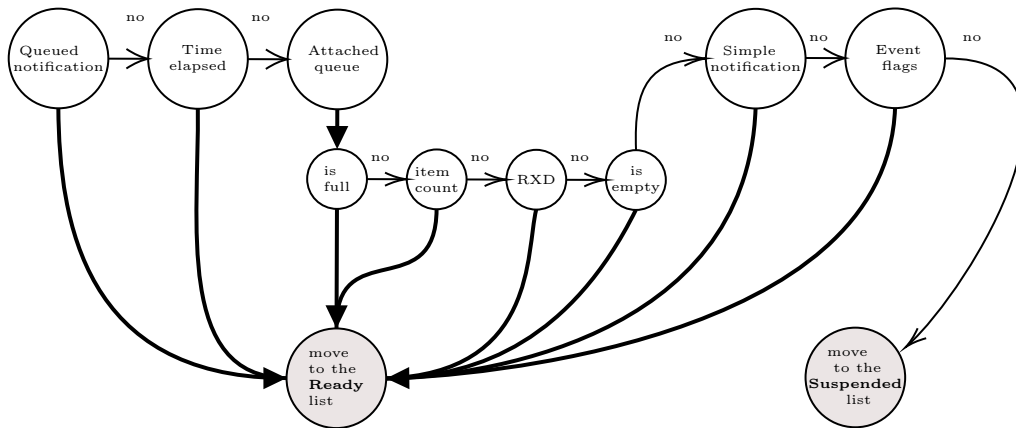 no
no
Queued
notification
Time
elapsed
Attached
queue
no
Simple
notification
no
Event
flags
no
is
full
no
item
count
no
RXD
no
is
empty
move
to the
Ready
list
move
to the
Suspended
list